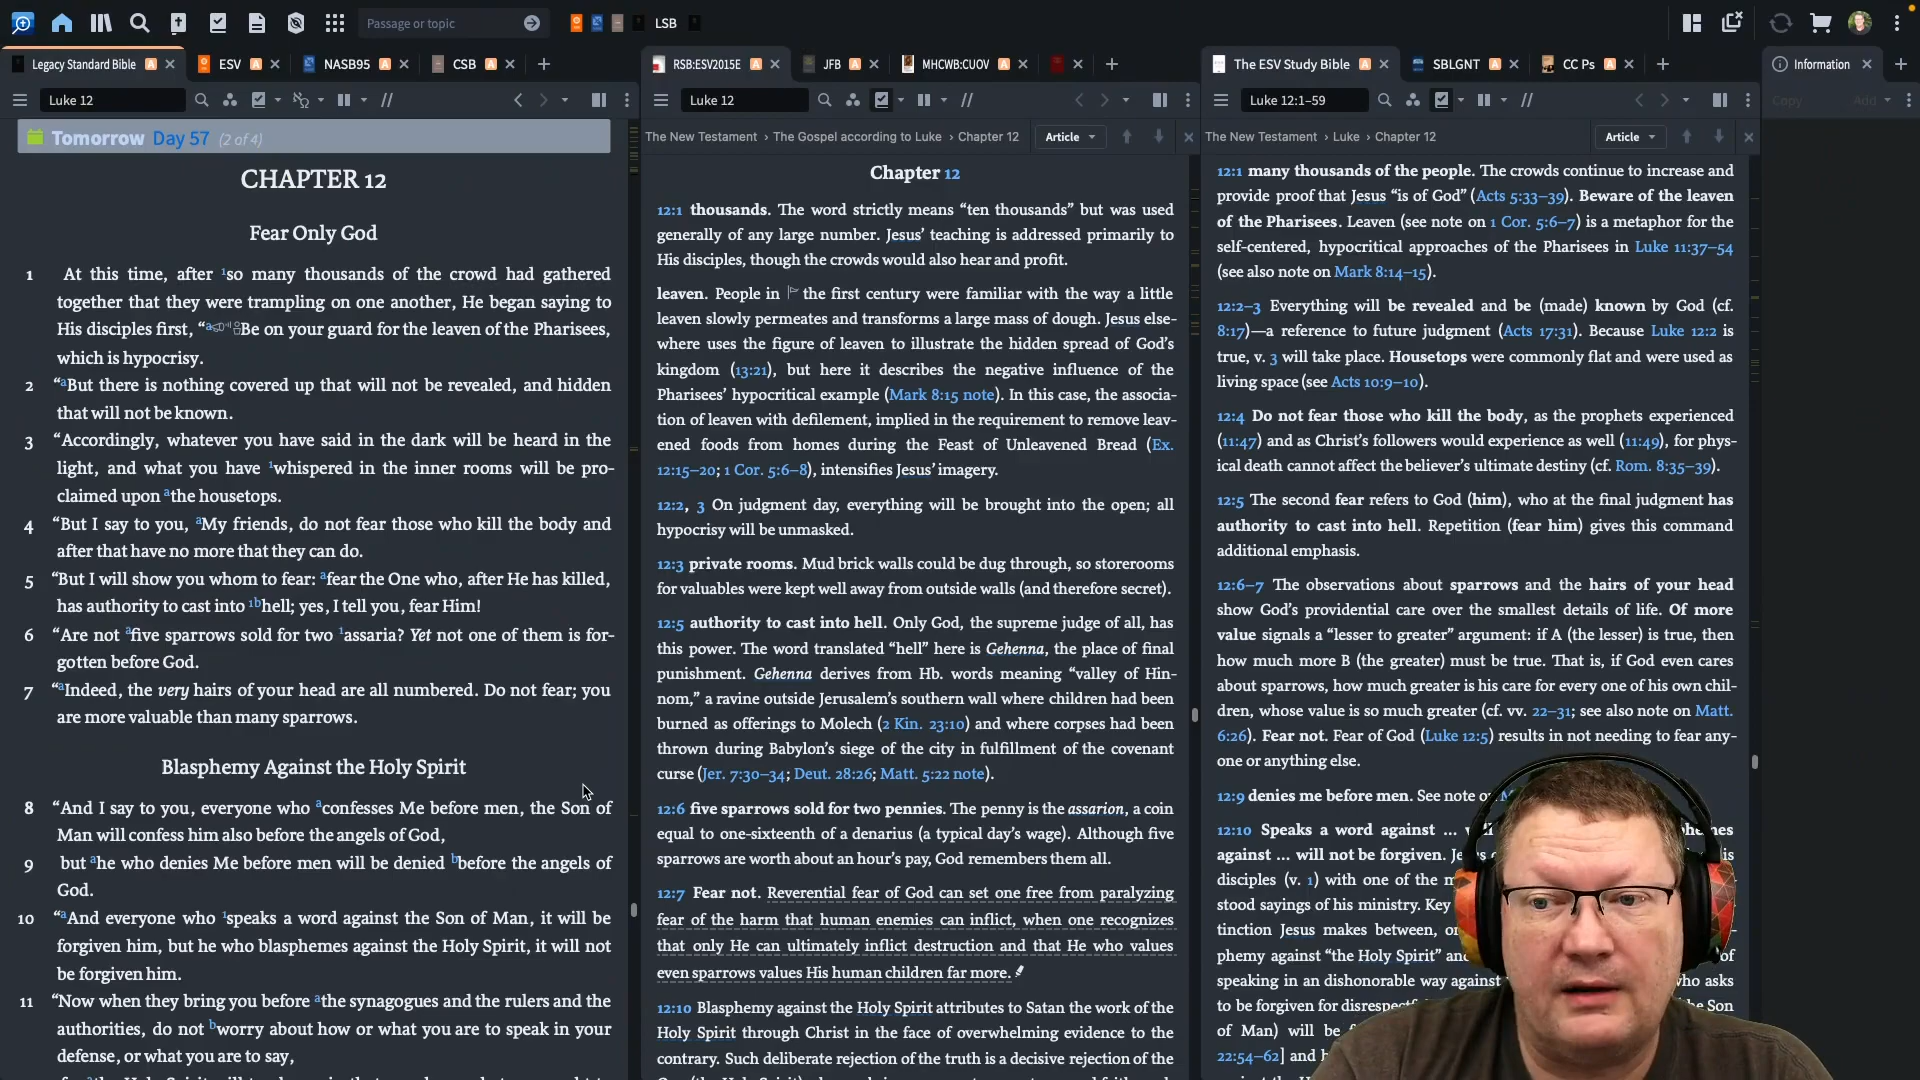 Passage or topic
LSB
Legacy Standard Bible A
ESV A
NASB95 A
CSB A
RSB:ESV2015E A
JFB A
MHCWB:CUOV A
The ESV Study Bible A
SBLGNT A
CC Ps A
Information
Luke 12
Luke 12
Luke 12:1–59
Copy
Add
Tomorrow Day 57 (2 of 4)
CHAPTER 12
Fear Only God
1 At this time, after 1so many thousands of the crowd had gathered
together that they were trampling on one another, He began saying to
His disciples first, “aBe on your guard for the leaven of the Pharisees,
which is hypocrisy.
2 “aBut there is nothing covered up that will not be revealed, and hidden
that will not be known.
3 “Accordingly, whatever you have said in the dark will be heard in the
light, and what you have 1whispered in the inner rooms will be pro-
claimed upon athe housetops.
4 “But I say to you, aMy friends, do not fear those who kill the body and
after that have no more that they can do.
5 “But I will show you whom to fear: afear the One who, after He has killed,
has authority to cast into 1bhell; yes, I tell you, fear Him!
6 “Are not afive sparrows sold for two 1assaria? Yet not one of them is for-
gotten before God.
7 “aIndeed, the very hairs of your head are all numbered. Do not fear; you
are more valuable than many sparrows.
Blasphemy Against the Holy Spirit
8 “And I say to you, everyone who aconfesses Me before men, the Son of
Man will confess him also before the angels of God,
9 but ahe who denies Me before men will be denied bbefore the angels of
God.
10 “aAnd everyone who 1speaks a word against the Son of Man, it will be
forgiven him, but he who blasphemes against the Holy Spirit, it will not
be forgiven him.
11 “Now when they bring you before athe synagogues and the rulers and the
authorities, do not bworry about how or what you are to speak in your
defense, or what you are to say,
The New Testament › The Gospel according to Luke › Chapter 12
Article
Chapter 12
12:1 thousands. The word strictly means “ten thousands” but was used
generally of any large number. Jesus’ teaching is addressed primarily to
His disciples, though the crowds would also hear and profit.
leaven. People in the first century were familiar with the way a little
leaven slowly permeates and transforms a large mass of dough. Jesus else-
where uses the figure of leaven to illustrate the hidden spread of God’s
kingdom (13:21), but here it describes the negative influence of the
Pharisees’ hypocritical example (Mark 8:15 note). In this case, the associa-
tion of leaven with defilement, implied in the requirement to remove leav-
ened foods from homes during the Feast of Unleavened Bread (Ex.
12:15–20; 1 Cor. 5:6–8), intensifies Jesus’ imagery.
12:2, 3 On judgment day, everything will be brought into the open; all
hypocrisy will be unmasked.
12:3 private rooms. Mud brick walls could be dug through, so storerooms
for valuables were kept well away from outside walls (and therefore secret).
12:5 authority to cast into hell. Only God, the supreme judge of all, has
this power. The word translated “hell” here is Gehenna, the place of final
punishment. Gehenna derives from Hb. words meaning “valley of Hin-
nom,” a ravine outside Jerusalem’s southern wall where children had been
burned as offerings to Molech (2 Kin. 23:10) and where corpses had been
thrown during Babylon’s siege of the city in fulfillment of the covenant
curse (Jer. 7:30–34; Deut. 28:26; Matt. 5:22 note).
12:6 five sparrows sold for two pennies. The penny is the assarion, a coin
equal to one-sixteenth of a denarius (a typical day’s wage). Although five
sparrows are worth about an hour’s pay, God remembers them all.
12:7 Fear not. Reverential fear of God can set one free from paralyzing
fear of the harm that human enemies can inflict, when one recognizes
that only He can ultimately inflict destruction and that He who values
even sparrows values His human children far more.
12:10 Blasphemy against the Holy Spirit attributes to Satan the work of the
Holy Spirit through Christ in the face of overwhelming evidence to the
contrary. Such deliberate rejection of the truth is a decisive rejection of the
The New Testament › Luke › Chapter 12
Article
12:1 many thousands of the people. The crowds continue to increase and
provide proof that Jesus “is of God” (Acts 5:33–39). Beware of the leaven
of the Pharisees. Leaven (see note on 1 Cor. 5:6–7) is a metaphor for the
self-centered, hypocritical approaches of the Pharisees in Luke 11:37–54
(see also note on Mark 8:14–15).
12:2–3 Everything will be revealed and be (made) known by God (cf.
8:17)—a reference to future judgment (Acts 17:31). Because Luke 12:2 is
true, v. 3 will take place. Housetops were commonly flat and were used as
living space (see Acts 10:9–10).
12:4 Do not fear those who kill the body, as the prophets experienced
(11:47) and as Christ’s followers would experience as well (11:49), for phys-
ical death cannot affect the believer’s ultimate destiny (cf. Rom. 8:35–39).
12:5 The second fear refers to God (him), who at the final judgment has
authority to cast into hell. Repetition (fear him) gives this command
additional emphasis.
12:6–7 The observations about sparrows and the hairs of your head
show God’s providential care over the smallest details of life. Of more
value signals a “lesser to greater” argument: if A (the lesser) is true, then
how much more B (the greater) must be true. That is, if God even cares
about sparrows, how much greater is his care for every one of his own chil-
dren, whose value is so much greater (cf. vv. 22–31; see also note on Matt.
6:26). Fear not. Fear of God (Luke 12:5) results in not needing to fear any-
one or anything else.
12:9 denies me before men. See note on
12:10 Speaks a word against ...
against ... will not be forgiven.
disciples (v. 1) with one of the
stood sayings of his ministry. Key
tinction Jesus makes between,
phemy against “the Holy Spirit” of
speaking in an dishonorable way against who asks
to be forgiven for the Son
of Man) will be
22:54–62] and